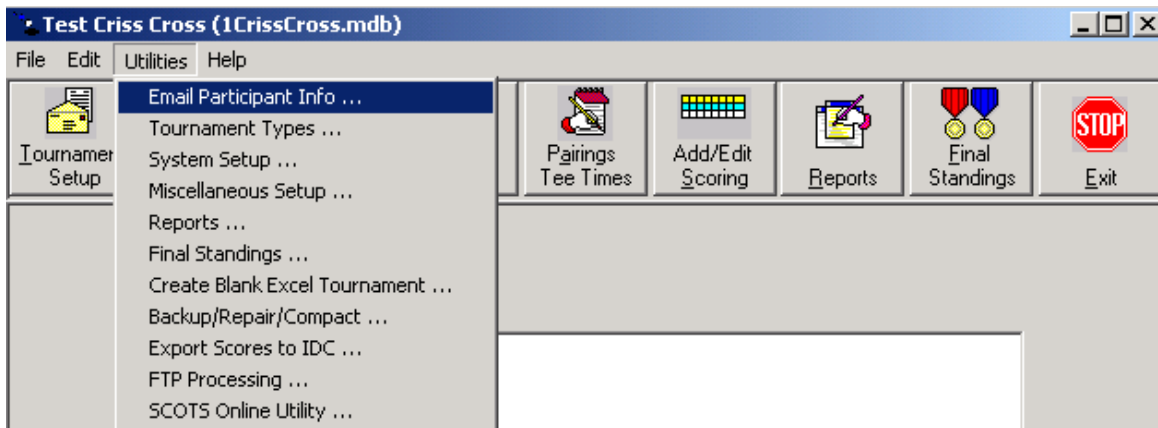 Test Criss Cross (1CrissCross.mdb)
File Edit Utilities Help
Email Participant Info ...
Tournament Types ...
System Setup ...
Miscellaneous Setup ...
Reports ...
Final Standings ...
Create Blank Excel Tournament ...
Backup/Repair/Compact ...
Export Scores to IDC ...
FTP Processing ...
SCOTS Online Utility ...
Tournamer
Setup
Pairings
Tee Times
Add/Edit
Scoring
Reports
Final
Standings
STOP
Exit